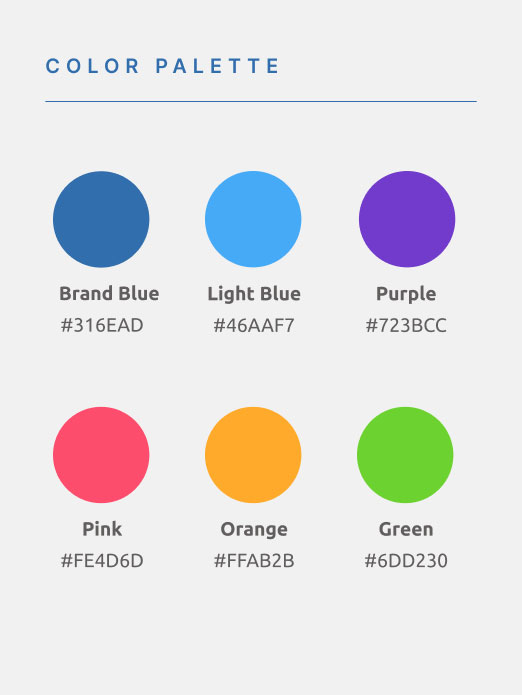 COLOR PALETTE
Brand Blue
#316EAD
Light Blue
#46AAF7
Purple
#723BCC
Pink
#FE4D6D
Orange
#FFAB2B
Green
#6DD230